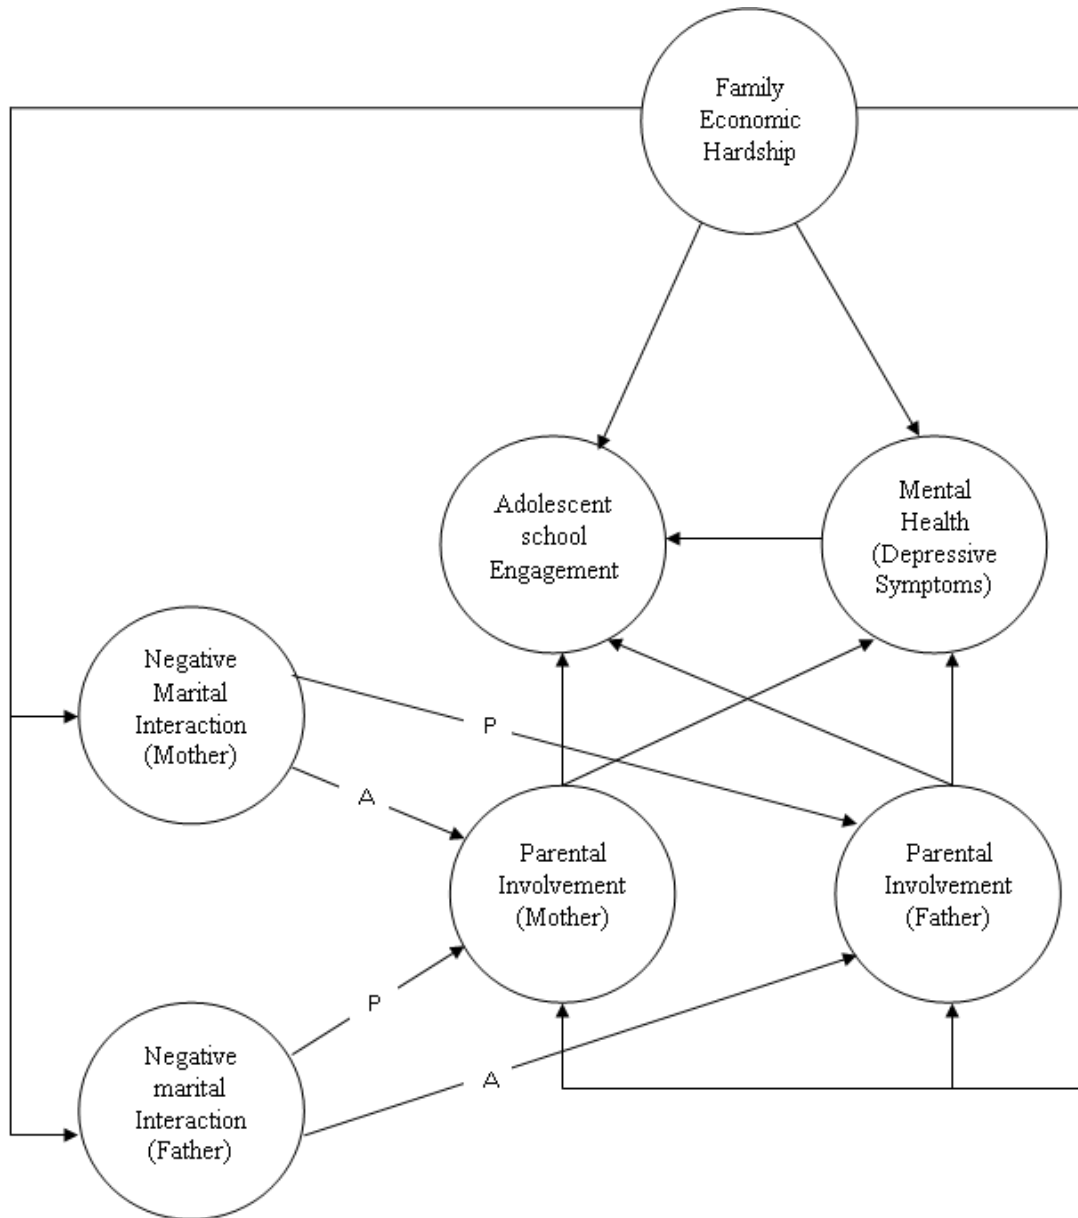 Family
Economic
Hardship
Adolescent
school
Engagement
Mental
Health
(Depressive
Symptoms)
Negative
Marital
Interaction
(Mother)
P
A
Parental
Involvement
(Mother)
Parental
Involvement
(Father)
P
A
Negative
marital
Interaction
(Father)